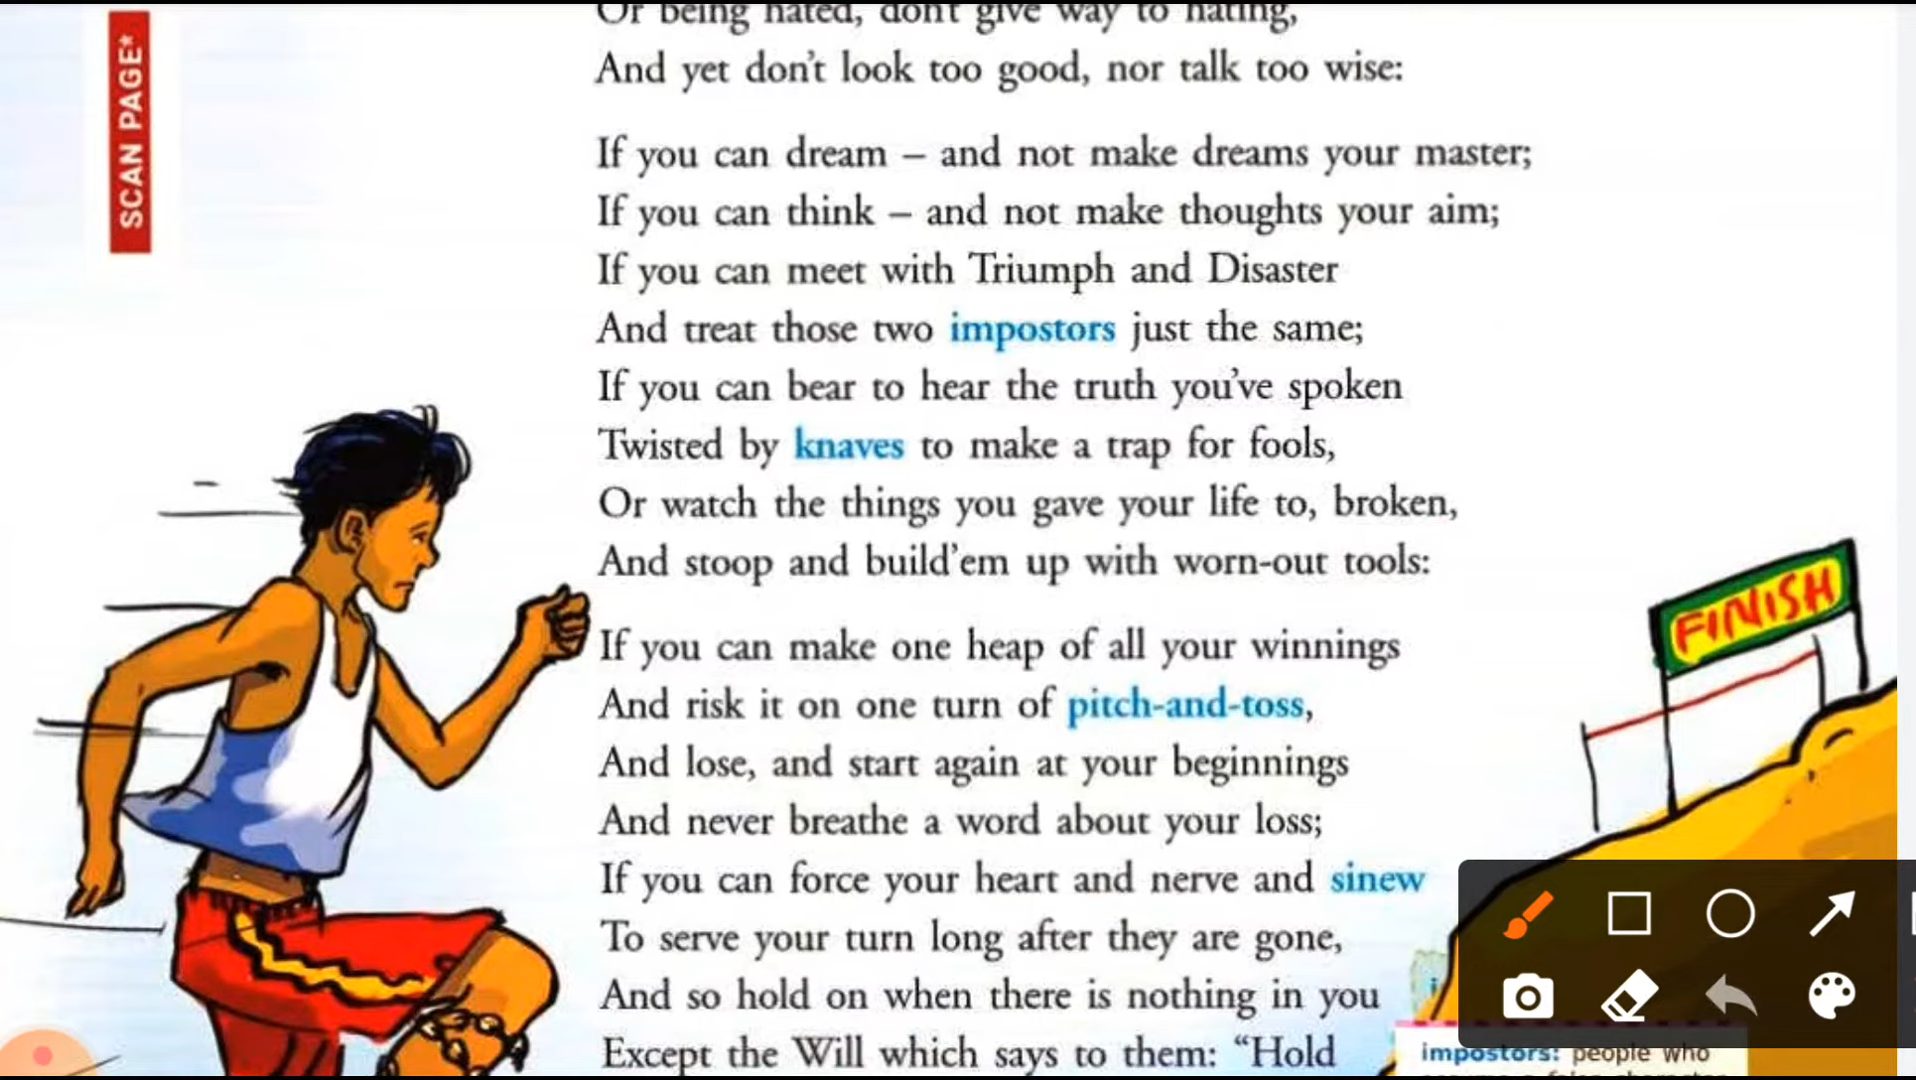 SCAN PAGE*
Or being hated, don't give way to hating,
And yet don't look too good, nor talk too wise:
If you can dream – and not make dreams your master;
If you can think – and not make thoughts your aim;
If you can meet with Triumph and Disaster
And treat those two impostors just the same;
If you can bear to hear the truth you've spoken
Twisted by knaves to make a trap for fools,
Or watch the things you gave your life to, broken,
And stoop and build'em up with worn-out tools:
If you can make one heap of all your winnings
And risk it on one turn of pitch-and-toss,
And lose, and start again at your beginnings
And never breathe a word about your loss;
If you can force your heart and nerve and sinew
To serve your turn long after they are gone,
And so hold on when there is nothing in you
Except the Will which says to them: “Hold
FINISH
impostors: people who